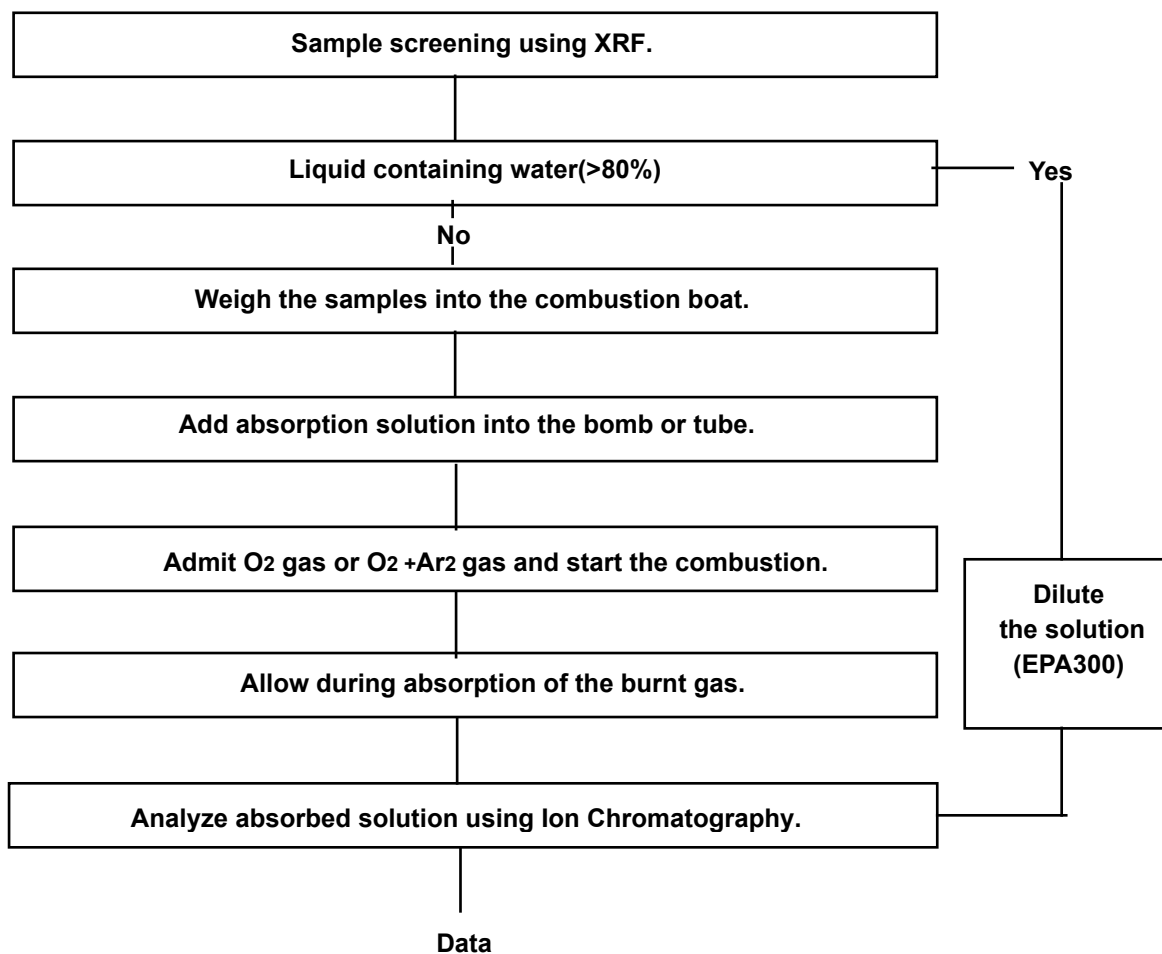 Sample screening using XRF.
Liquid containing water(>80%)
Yes
No
Weigh the samples into the combustion boat.
Add absorption solution into the bomb or tube.
Admit O2 gas or O2 +Ar2 gas and start the combustion.
Dilute
the solution
(EPA300)
Allow during absorption of the burnt gas.
Analyze absorbed solution using Ion Chromatography.
Data